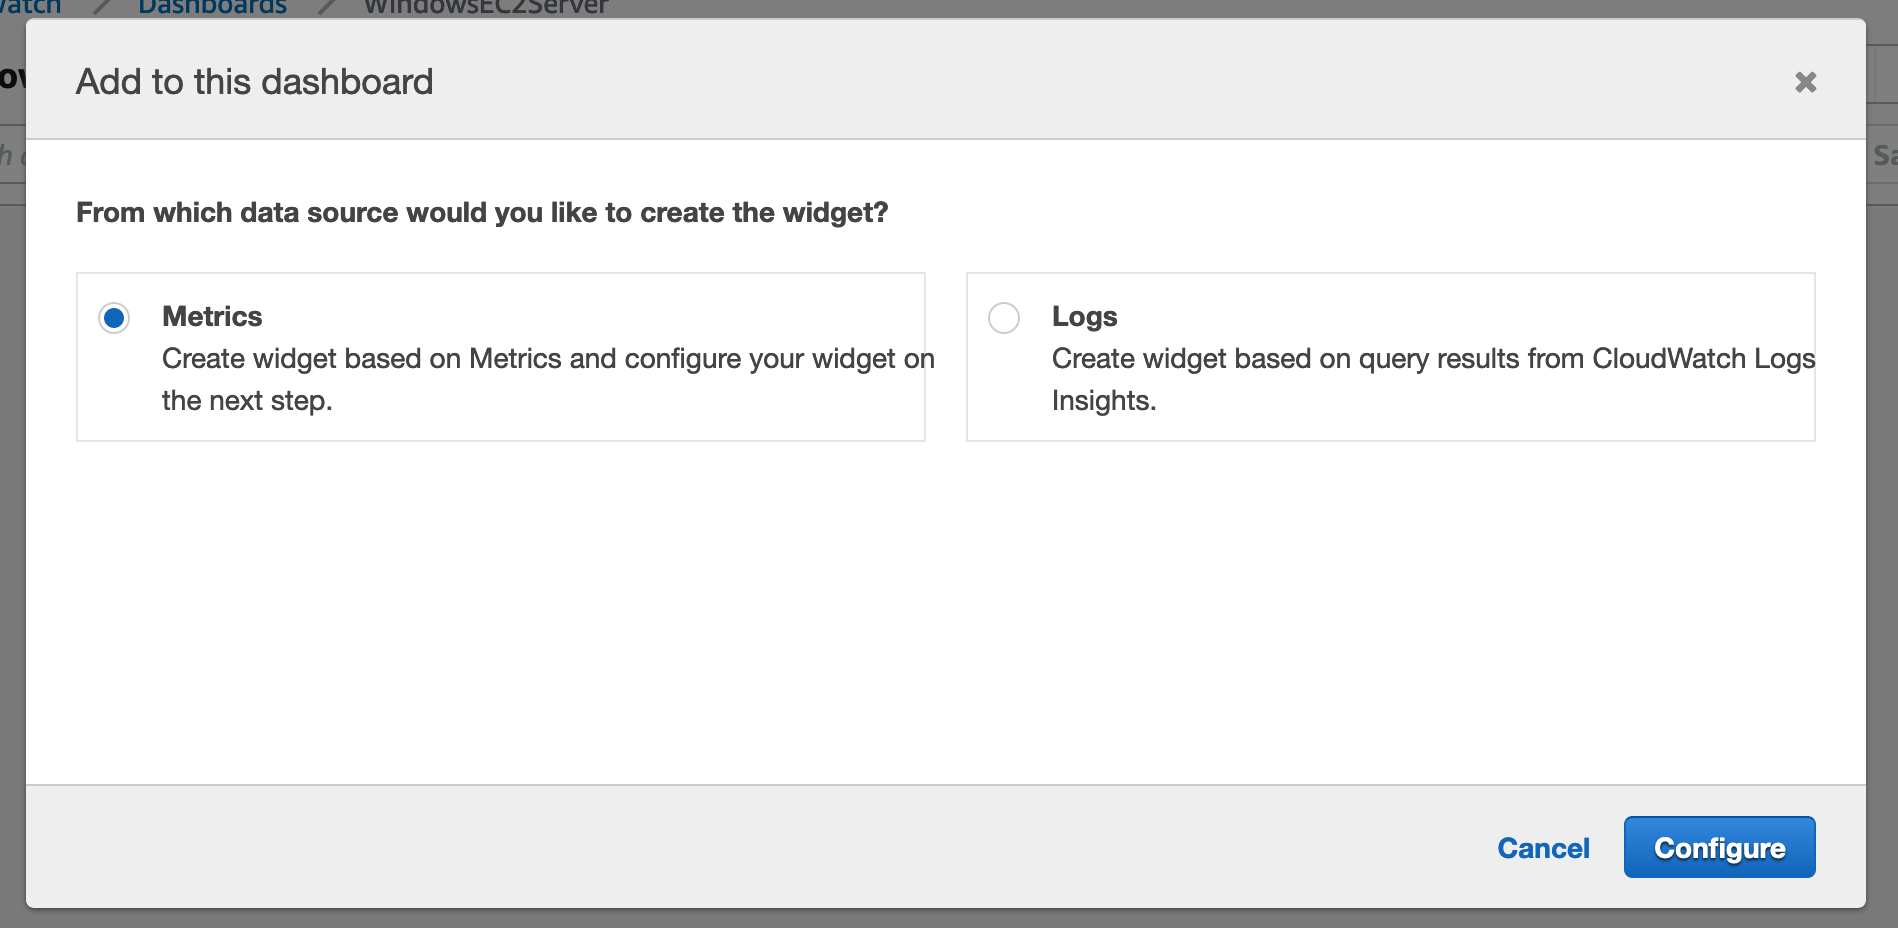 Dashboards / WindowsEC2Server
Add to this dashboard
From which data source would you like to create the widget?
Metrics
Create widget based on Metrics and configure your widget on
the next step.
Logs
Create widget based on query results from CloudWatch Logs
Insights.
Cancel
Configure